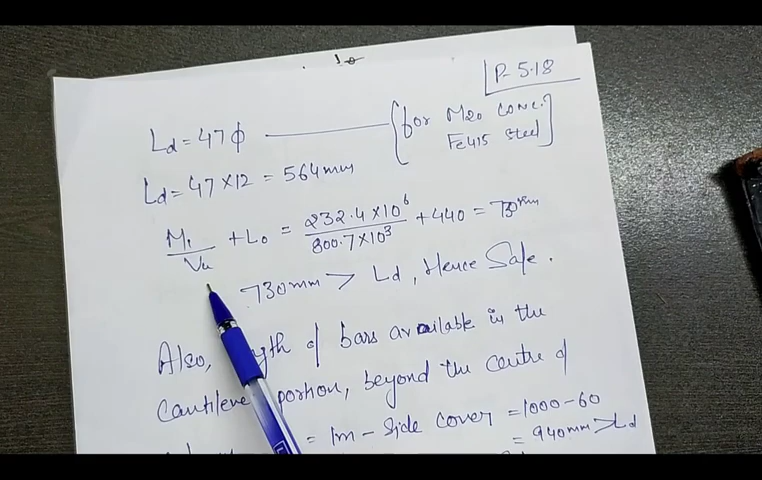 P-5.18
Ld = 47ϕ { for M20 conc.
Fe415 Steel }
Ld = 47×12 = 564mm
M1/Vu + Lo = 232.4×10⁶/800.7×10³ + 440 = 730mm
730mm > Ld, Hence Safe.
Also, of bars available in the
Cantilever portion, beyond the centre of
= 1m - Side cover = 1000-60
= 940mm > Ld